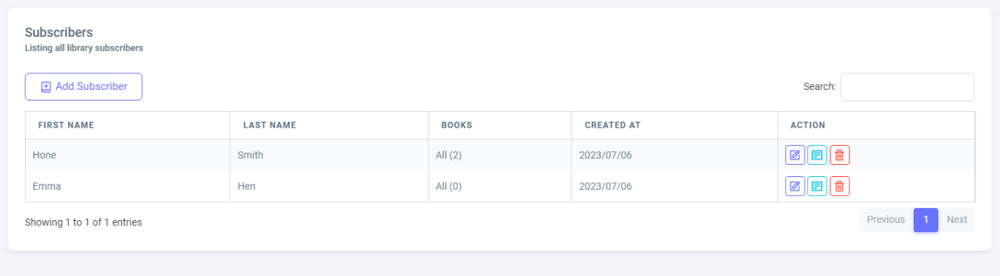 Subscribers
Listing all library subscribers
Add Subscriber
Search:
FIRST NAME LAST NAME BOOKS CREATED AT ACTION
Hone Smith All (2) 2023/07/06
Emma Hen All (0) 2023/07/06
Showing 1 to 1 of 1 entries
Previous 1 Next